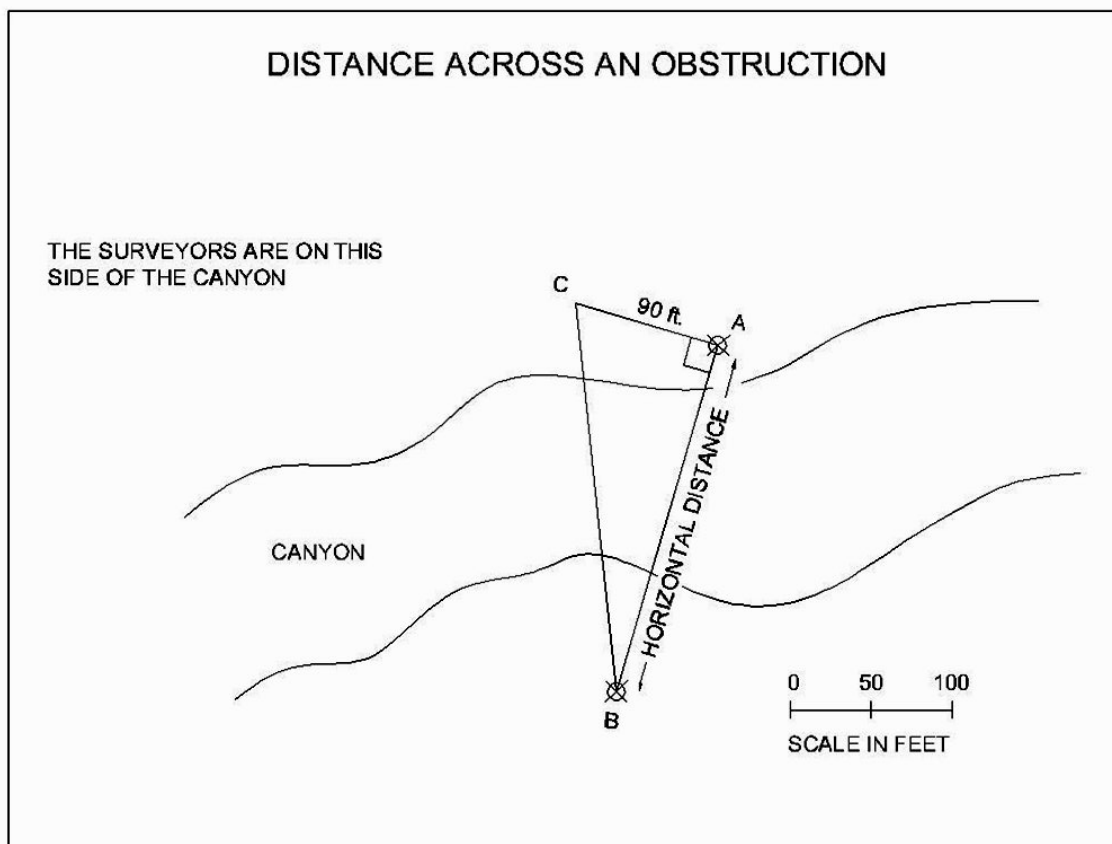 DISTANCE ACROSS AN OBSTRUCTION
THE SURVEYORS ARE ON THIS
SIDE OF THE CANYON
C
90 ft.
A
HORIZONTAL DISTANCE
CANYON
B
0 50 100
SCALE IN FEET